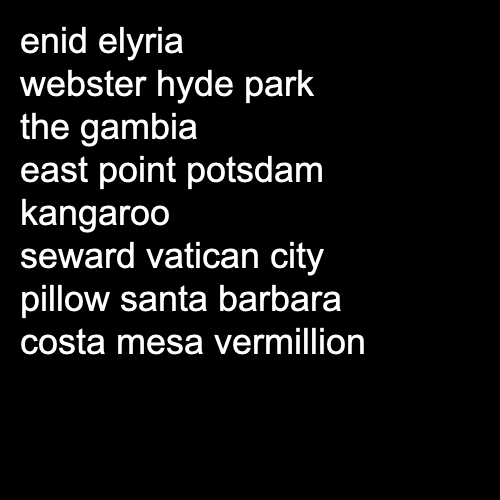 enid elyria
webster hyde park
the gambia
east point potsdam
kangaroo
seward vatican city
pillow santa barbara
costa mesa vermillion